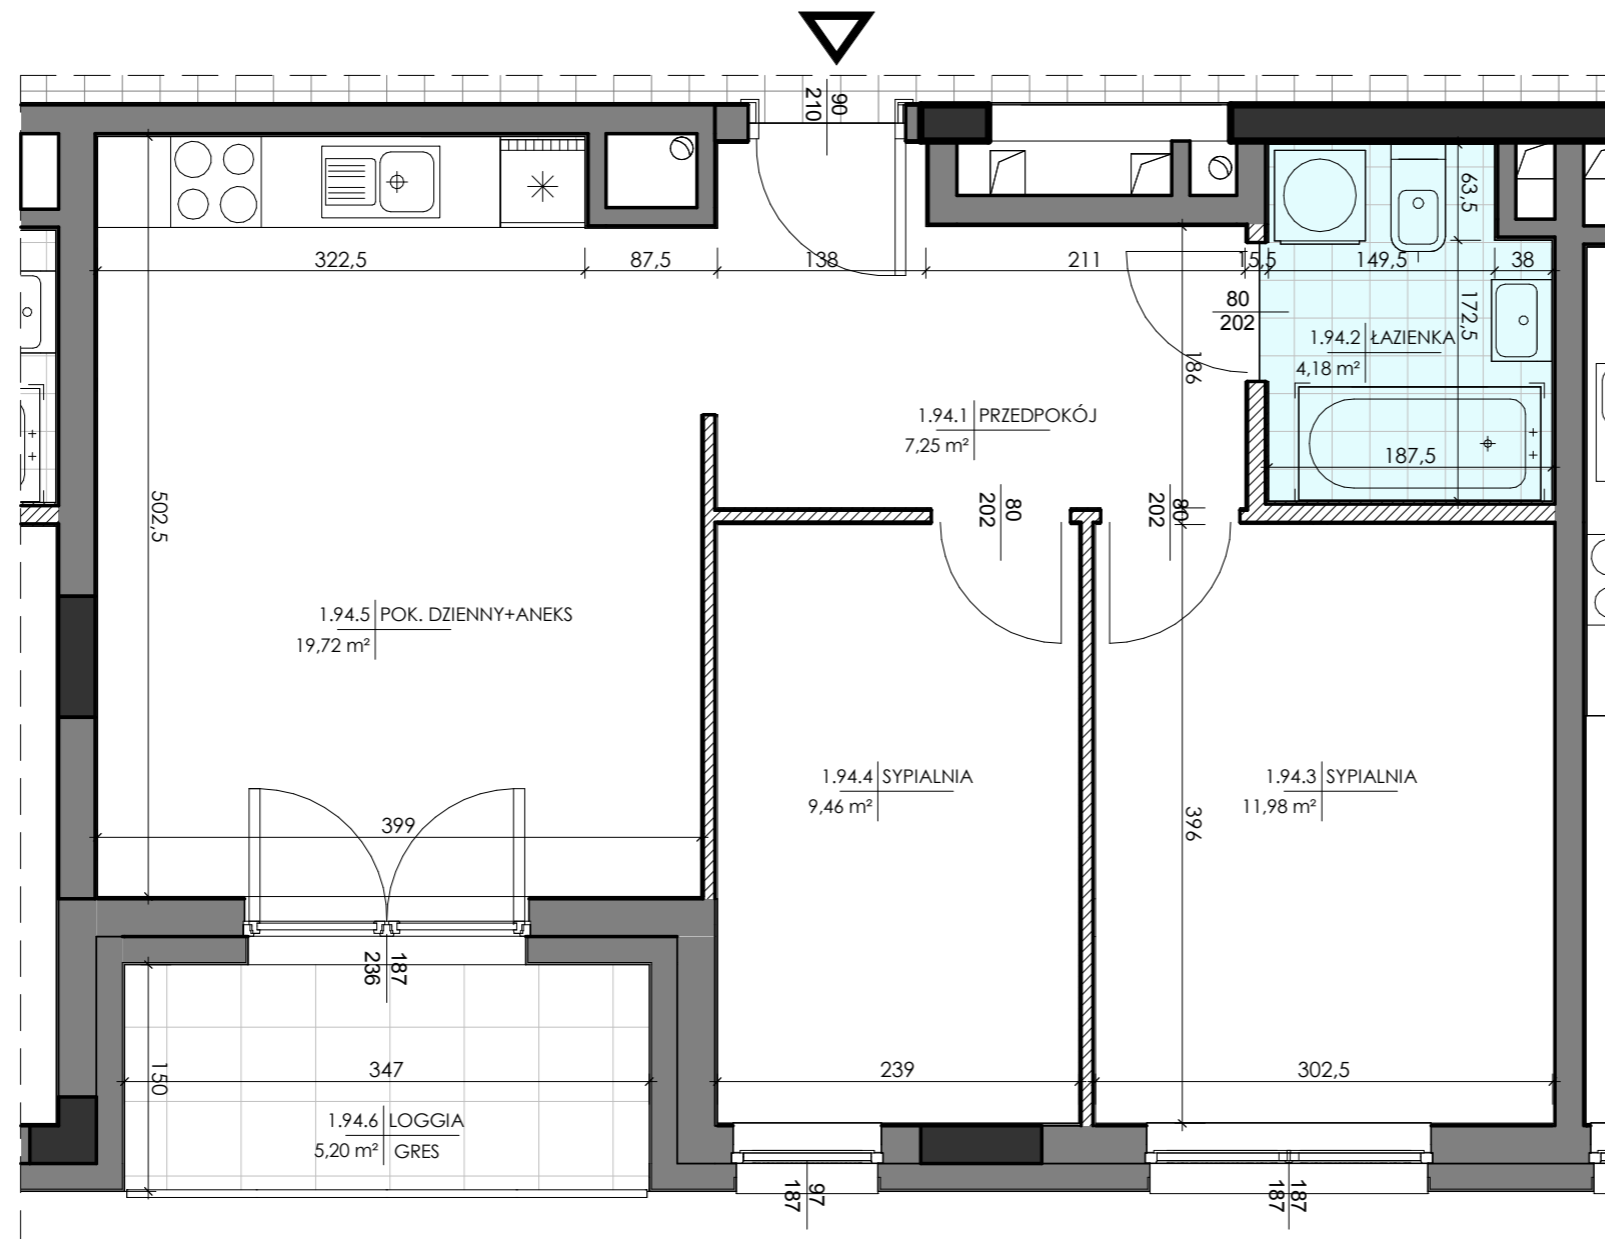 90
210
322,5
87,5
138
211
15,5
149,5
38
63,5
172,5
80
202
1.94.2 ŁAZIENKA
4,18 m²
186
1.94.1 PRZEDPOKÓJ
7,25 m²
187,5
80
202
80
202
502,5
1.94.5 POK. DZIENNY+ANEKS
19,72 m²
1.94.4 SYPIALNIA
9,46 m²
1.94.3 SYPIALNIA
11,98 m²
399
396
187
236
150
347
239
302,5
1.94.6 LOGGIA
5,20 m² GRES
97
187
187
187